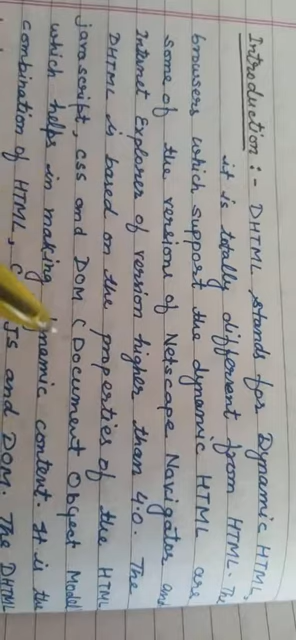 Introduction :- DHTML stands for Dynamic HTML,
it is totally different from HTML. The
browsers which support the dynamic HTML are
some of the versions of Netscape Navigator and
Internet Explorer of version higher than 4.0. The
DHTML is based on the properties of the HTML
javascript, css and DOM (Document Object Model
which helps in making namic content. It is the
combination of HTML, C JS and DOM. The DHTML